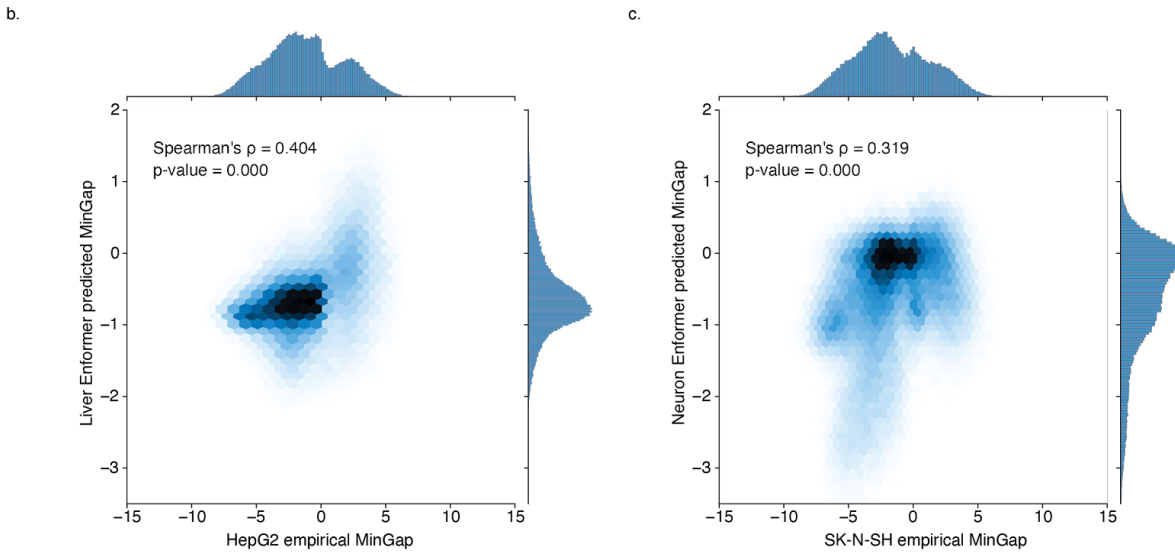 b.
Spearman's ρ = 0.404
p-value = 0.000
Liver Enformer predicted MinGap
2
1
0
−1
−2
−3
−15
−10
−5
0
5
10
15
HepG2 empirical MinGap
c.
Spearman's ρ = 0.319
p-value = 0.000
Neuron Enformer predicted MinGap
2
1
0
−1
−2
−3
−15
−10
−5
0
5
10
15
SK-N-SH empirical MinGap